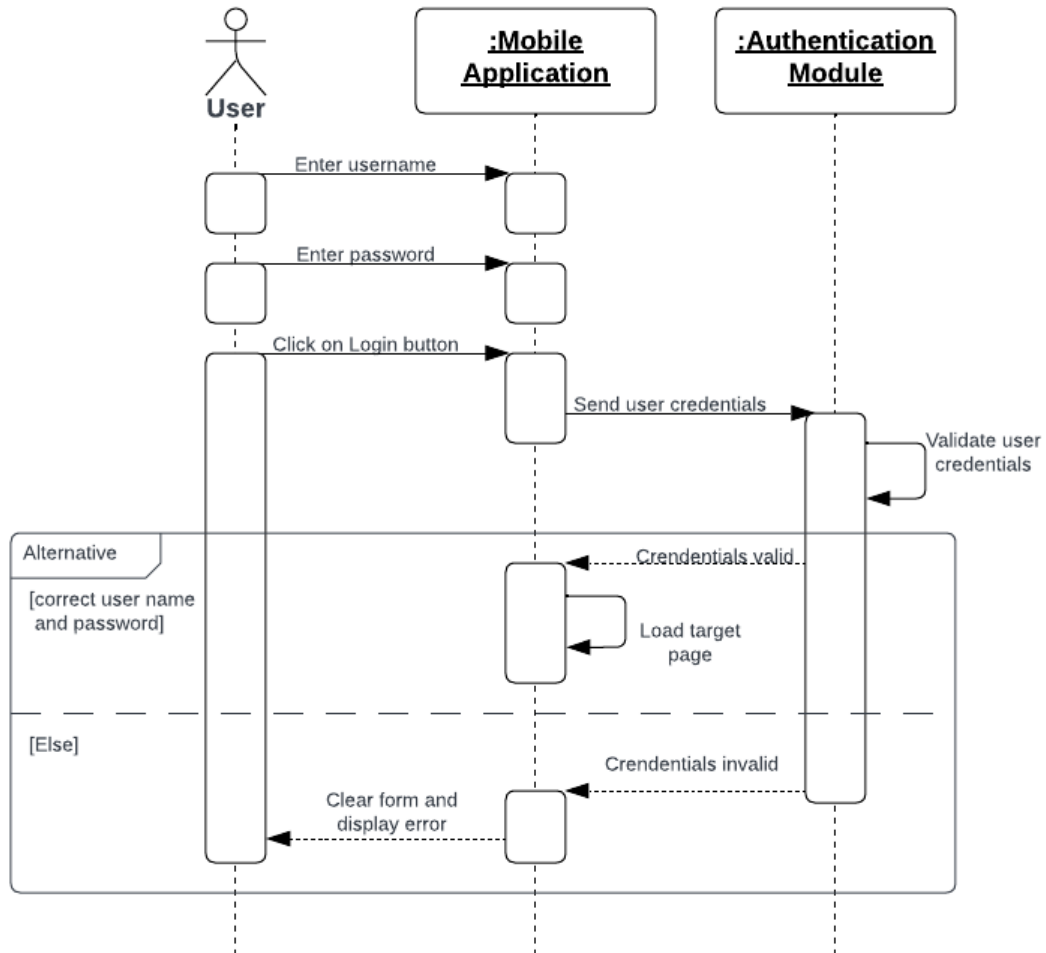 :Mobile
Application
:Authentication
Module
User
Enter username
Enter password
Click on Login button
Send user credentials
Validate user
credentials
Alternative
Crendentials valid
[correct user name
and password]
Load target
page
[Else]
Crendentials invalid
Clear form and
display error